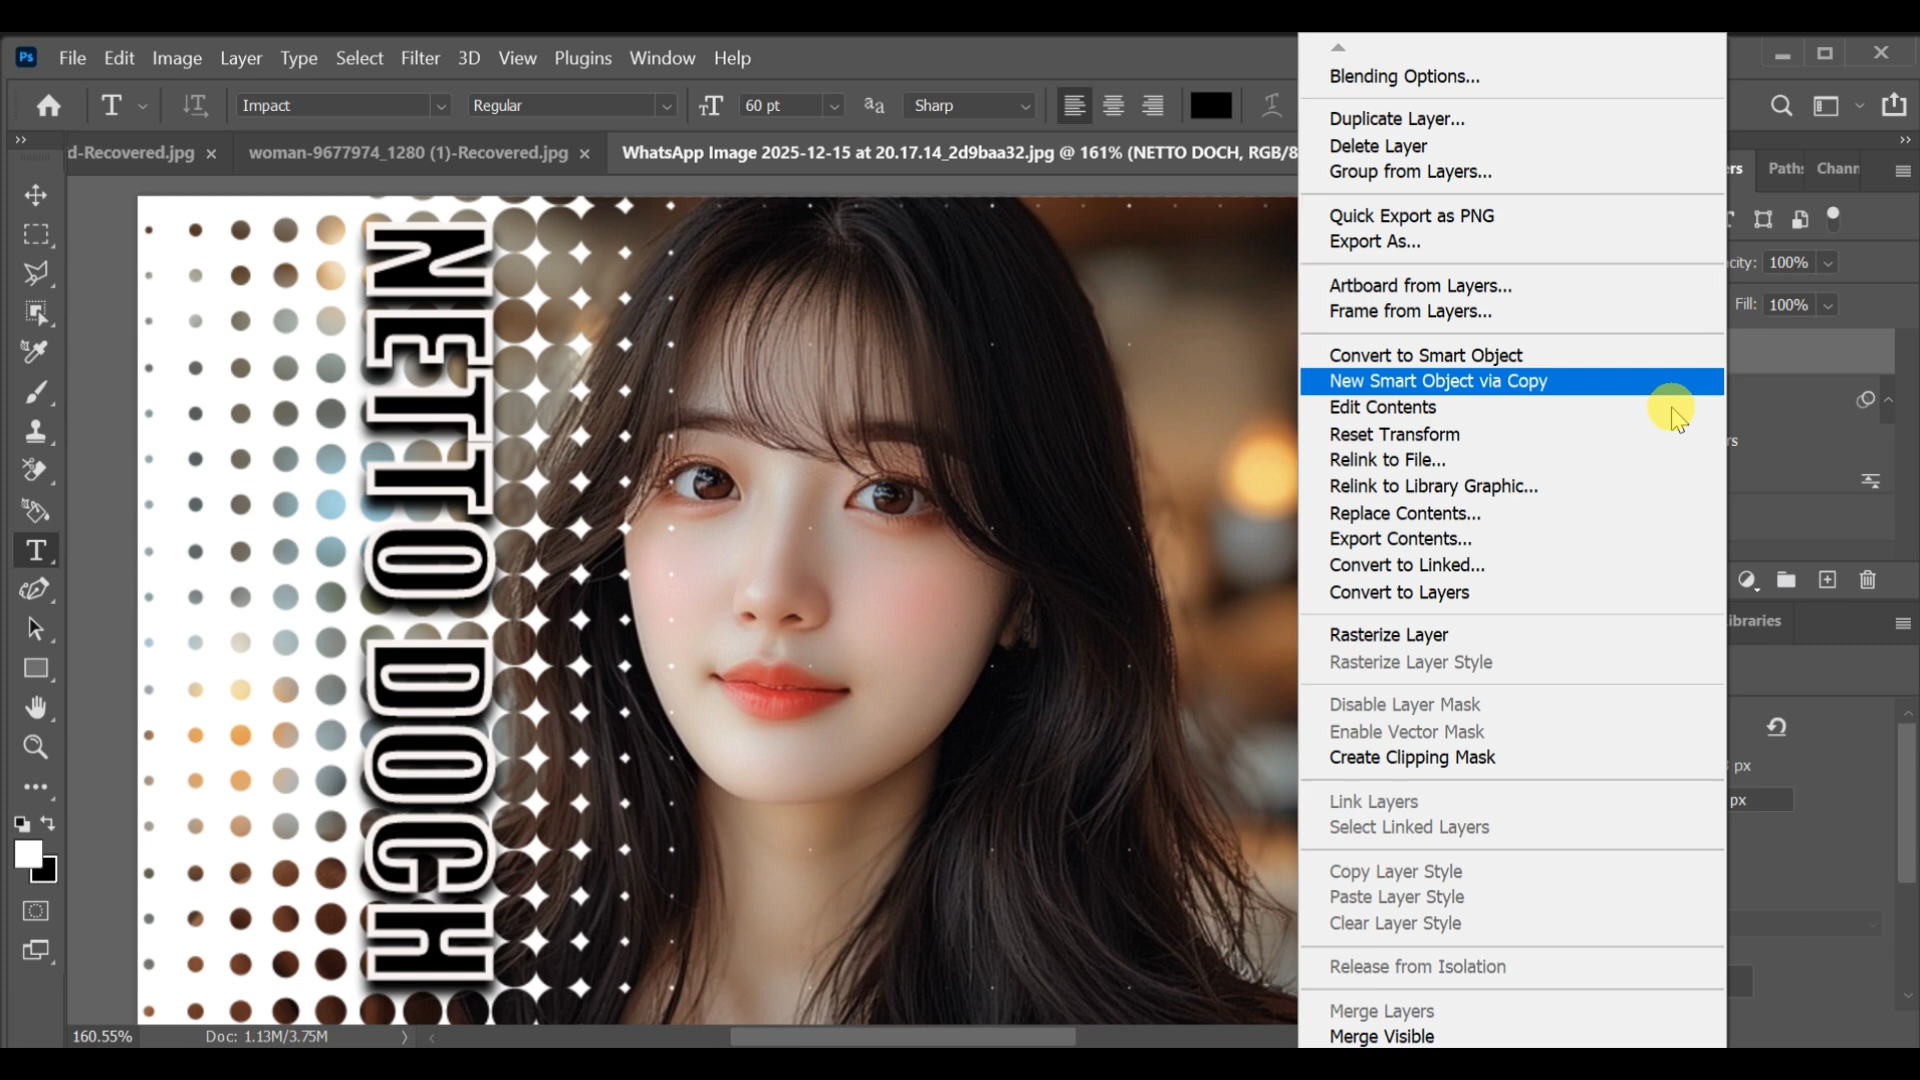 Ps File Edit Image Layer Type Select Filter 3D View Plugins Window Help
T Impact Regular 60 pt aa Sharp
d-Recovered.jpg × woman-9677974_1280 (1)-Recovered.jpg × WhatsApp Image 2025-12-15 at 20.17.14_2d9baa32.jpg @ 161% (NETTO DOCH, RGB/8
NETTO DOCH
160.55% Doc: 1.13M/3.75M
Blending Options...
Duplicate Layer...
Delete Layer
Group from Layers...
Quick Export as PNG
Export As...
Artboard from Layers...
Frame from Layers...
Convert to Smart Object
New Smart Object via Copy
Edit Contents
Reset Transform
Relink to File...
Relink to Library Graphic...
Replace Contents...
Export Contents...
Convert to Linked...
Convert to Layers
Rasterize Layer
Rasterize Layer Style
Disable Layer Mask
Enable Vector Mask
Create Clipping Mask
Link Layers
Select Linked Layers
Copy Layer Style
Paste Layer Style
Clear Layer Style
Release from Isolation
Merge Layers
Merge Visible
rs Paths Chann
city: 100%
Fill: 100%
rs
ibraries
px
px